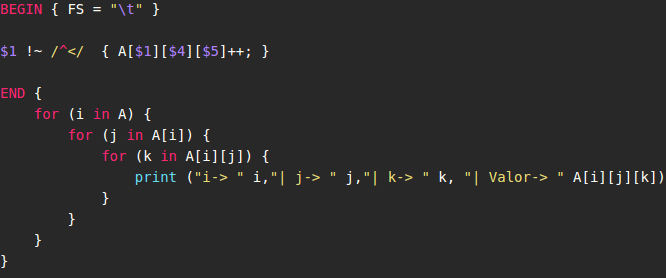 BEGIN { FS = "\t" }
$1 !~ /^</  { A[$1][$4][$5]++; }
END {
    for (i in A) {
        for (j in A[i]) {
            for (k in A[i][j]) {
                print ("i-> " i,"| j-> " j,"| k-> " k, "| Valor-> " A[i][j][k])
            }
        }
    }
}